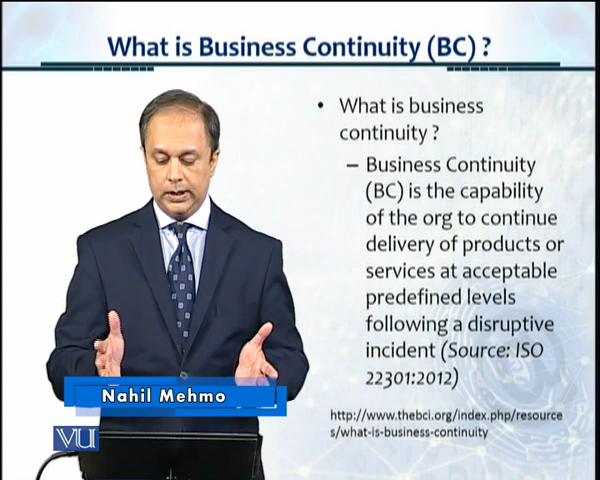 What is Business Continuity (BC) ?
• What is business
continuity ?
– Business Continuity
(BC) is the capability
of the org to continue
delivery of products or
services at acceptable
predefined levels
following a disruptive
incident (Source: ISO
22301:2012)
http://www.thebci.org/index.php/resource
s/what-is-business-continuity
Nahil Mehmo
VU